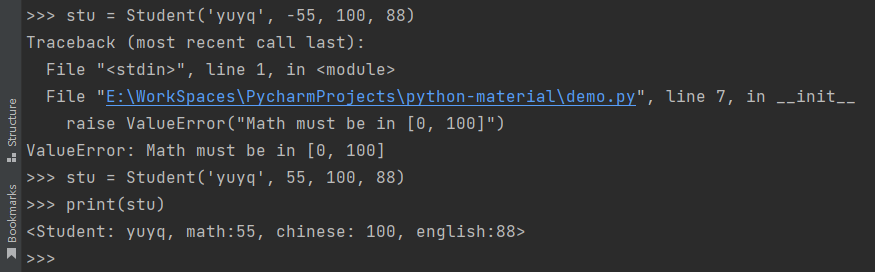 >>> stu = Student('yuyq', -55, 100, 88)
Traceback (most recent call last):
  File "<stdin>", line 1, in <module>
  File "E:\WorkSpaces\PycharmProjects\python-material\demo.py", line 7, in __init__
    raise ValueError("Math must be in [0, 100]")
ValueError: Math must be in [0, 100]
>>> stu = Student('yuyq', 55, 100, 88)
>>> print(stu)
<Student: yuyq, math:55, chinese: 100, english:88>
>>>
Structure
Bookmarks